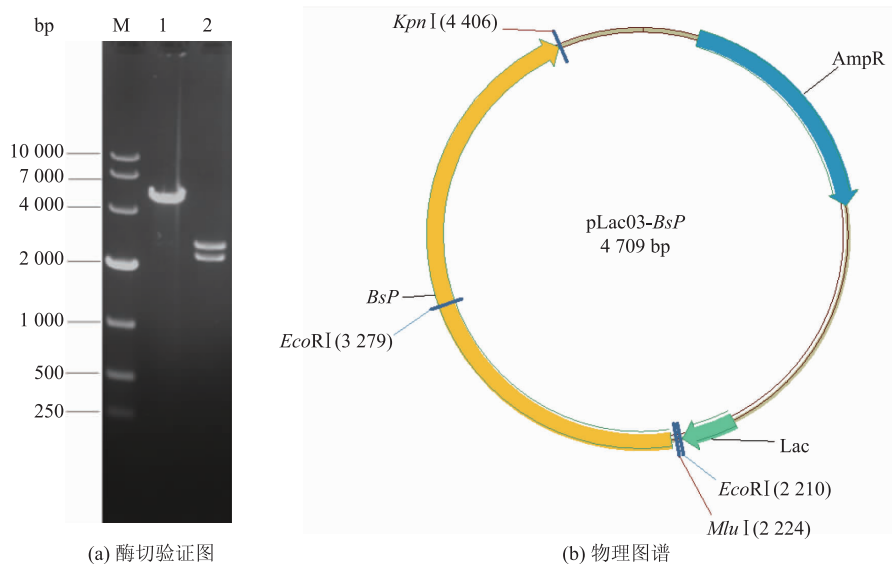 bp M 1 2
10 000
7 000
4 000
2 000
1 000
500
250
(a) 酶切验证图
KpnⅠ(4 406)
AmpR
pLac03-BsP
4 709 bp
BsP
EcoRⅠ(3 279)
Lac
EcoRⅠ(2 210)
MluⅠ(2 224)
(b) 物理图谱